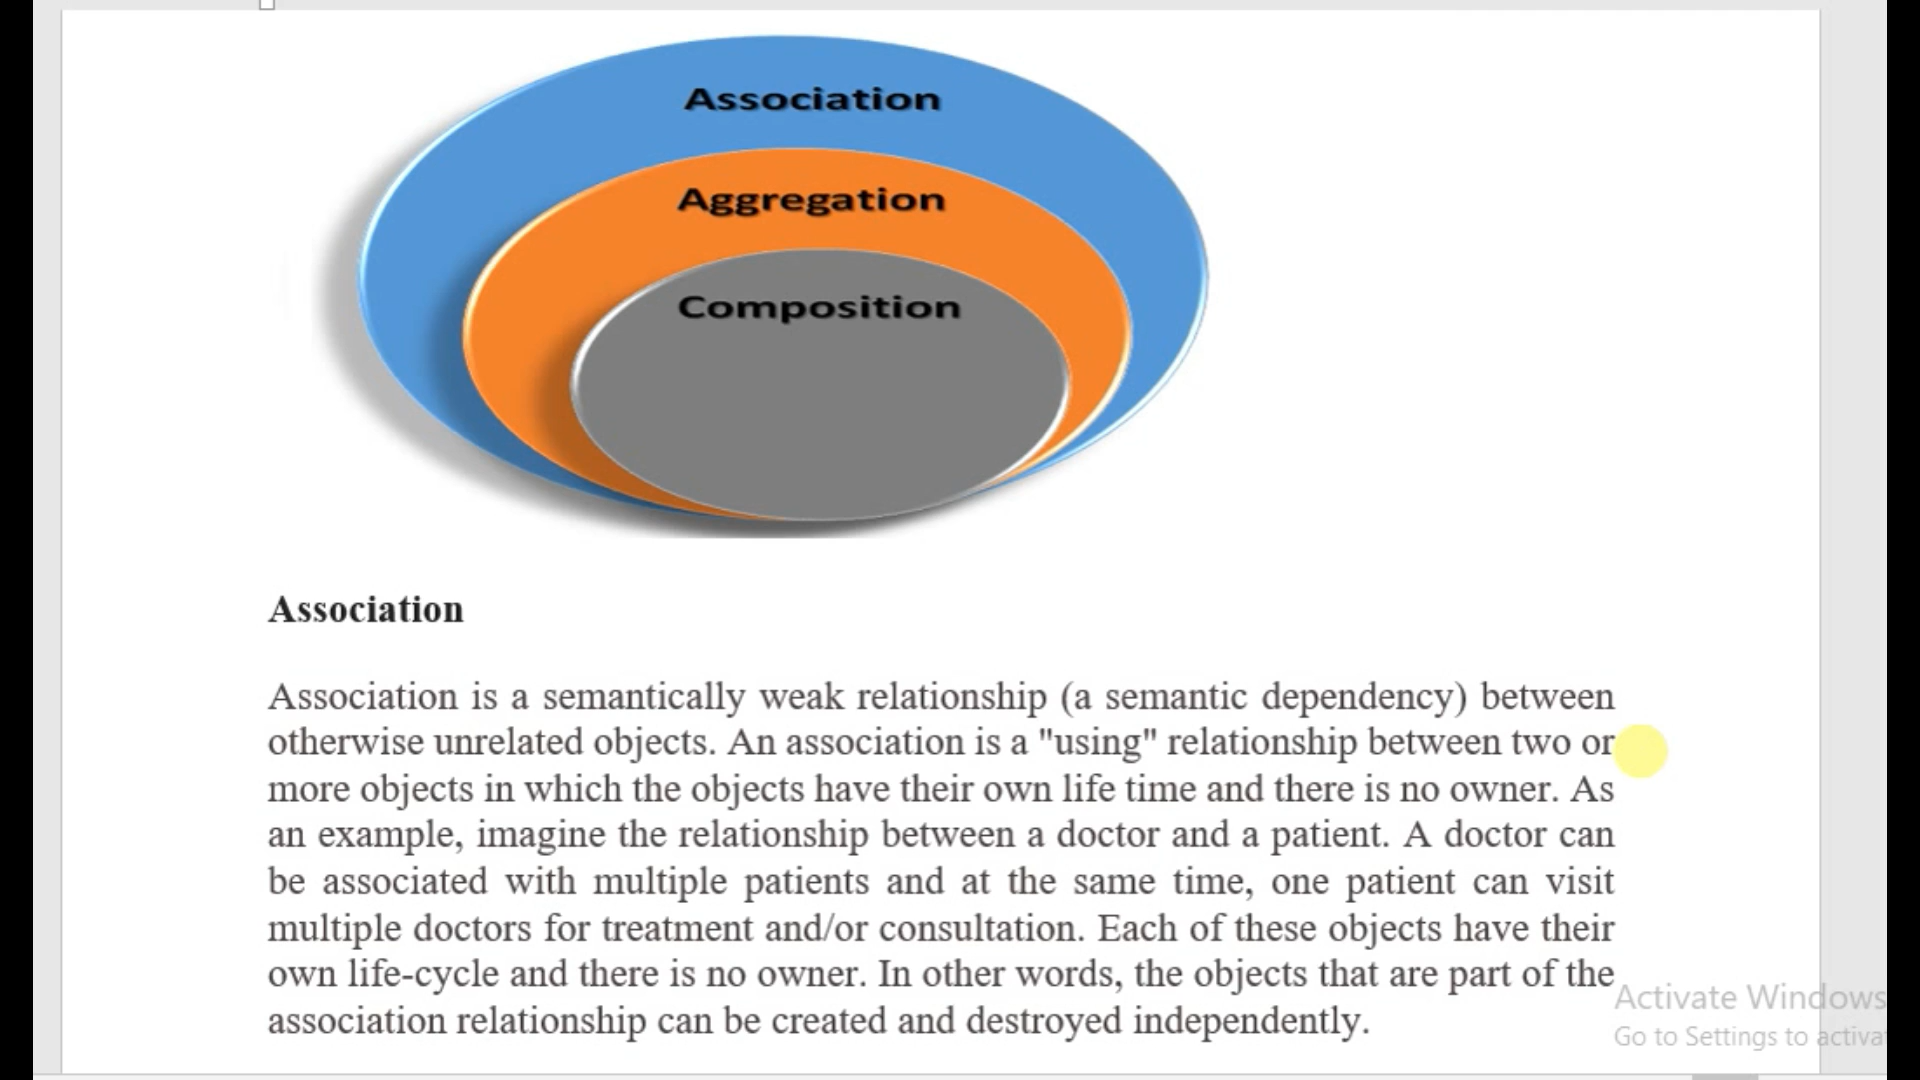 Association
Aggregation
Composition
Association
Association is a semantically weak relationship (a semantic dependency) between
otherwise unrelated objects. An association is a "using" relationship between two or
more objects in which the objects have their own life time and there is no owner. As
an example, imagine the relationship between a doctor and a patient. A doctor can
be associated with multiple patients and at the same time, one patient can visit
multiple doctors for treatment and/or consultation. Each of these objects have their
own life-cycle and there is no owner. In other words, the objects that are part of the
association relationship can be created and destroyed independently.
Activate Windows
Go to Settings to activa